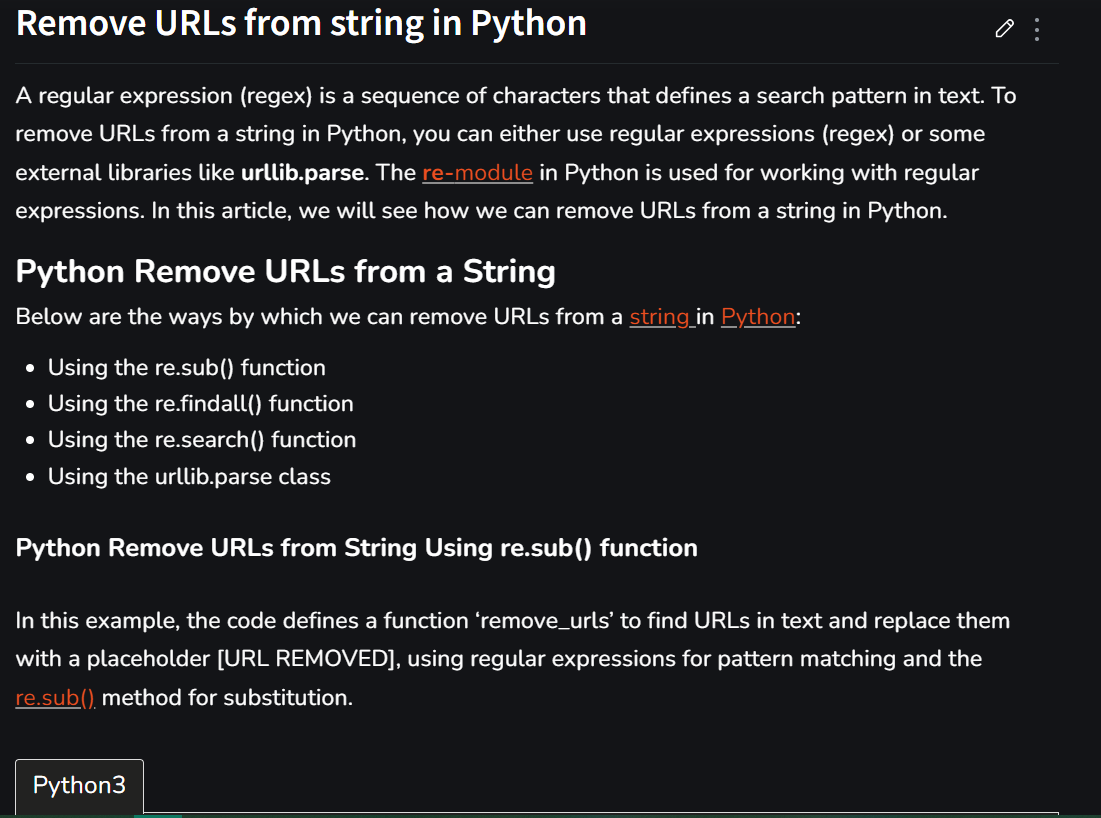 Remove URLs from string in Python
A regular expression (regex) is a sequence of characters that defines a search pattern in text. To
remove URLs from a string in Python, you can either use regular expressions (regex) or some
external libraries like urllib.parse. The re-module in Python is used for working with regular
expressions. In this article, we will see how we can remove URLs from a string in Python.
Python Remove URLs from a String
Below are the ways by which we can remove URLs from a string in Python:
• Using the re.sub() function
• Using the re.findall() function
• Using the re.search() function
• Using the urllib.parse class
Python Remove URLs from String Using re.sub() function
In this example, the code defines a function ‘remove_urls’ to find URLs in text and replace them
with a placeholder [URL REMOVED], using regular expressions for pattern matching and the
re.sub() method for substitution.
Python3